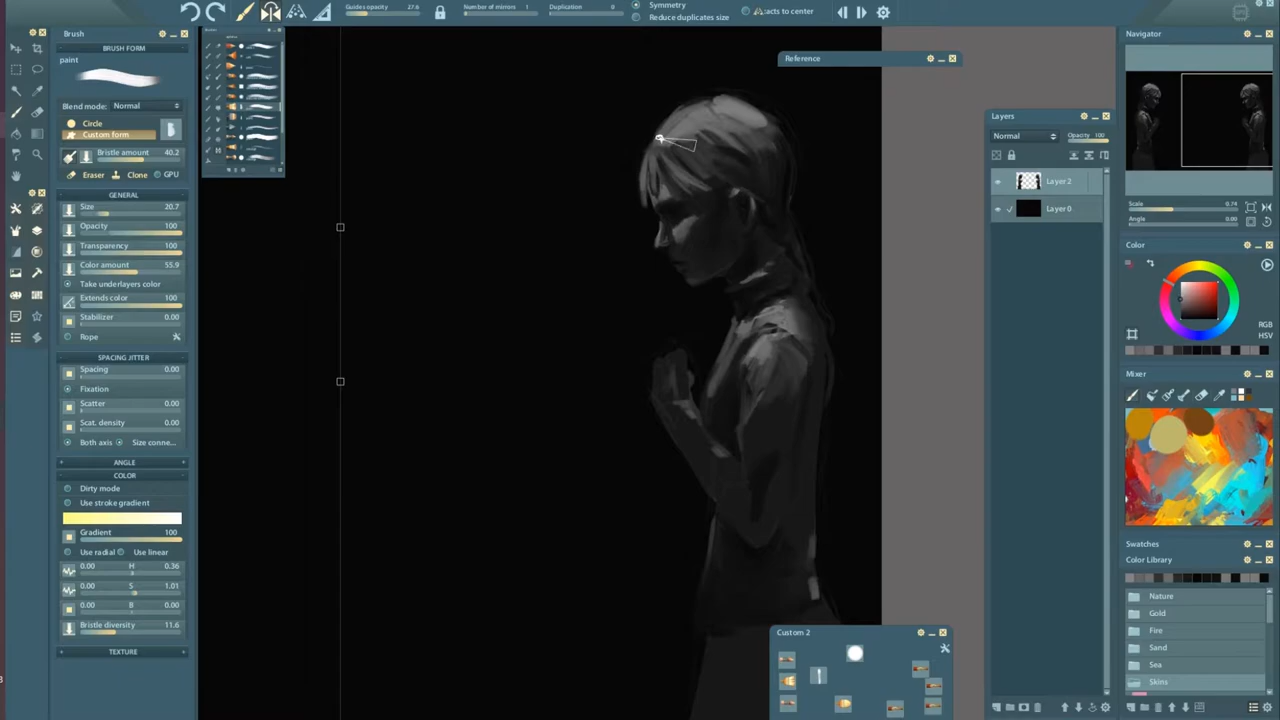 Guides opacity 27.6
Number of mirrors 1
Duplication 0
Symmetry
Reduce duplicates size
acts to center
Brush
BRUSH FORM
paint
Blend mode: Normal
Circle
Custom form
Bristle amount 40.2
Eraser Clone GPU
GENERAL
Size 20.7
Opacity 100
Transparency 100
Color amount 55.9
Take underlayers color
Extends color 100
Stabilizer 0.00
Rope
SPACING JITTER
Spacing 0.00
Fixation
Scatter 0.00
Scat. density 0.00
Both axis Size conne...
ANGLE
COLOR
Dirty mode
Use stroke gradient
Gradient 100
Use radial Use linear
0.00 H 0.36
0.00 S 1.01
0.00 B 0.00
Bristle diversity 11.6
TEXTURE
Reference
Custom 2
Layers
Normal Opacity 100
Layer 2
Layer 0
Navigator
Scale 0.74
Angle 0.00
Color
RGB
HSV
Mixer
Swatches
Color Library
Nature
Gold
Fire
Sand
Sea
Skins